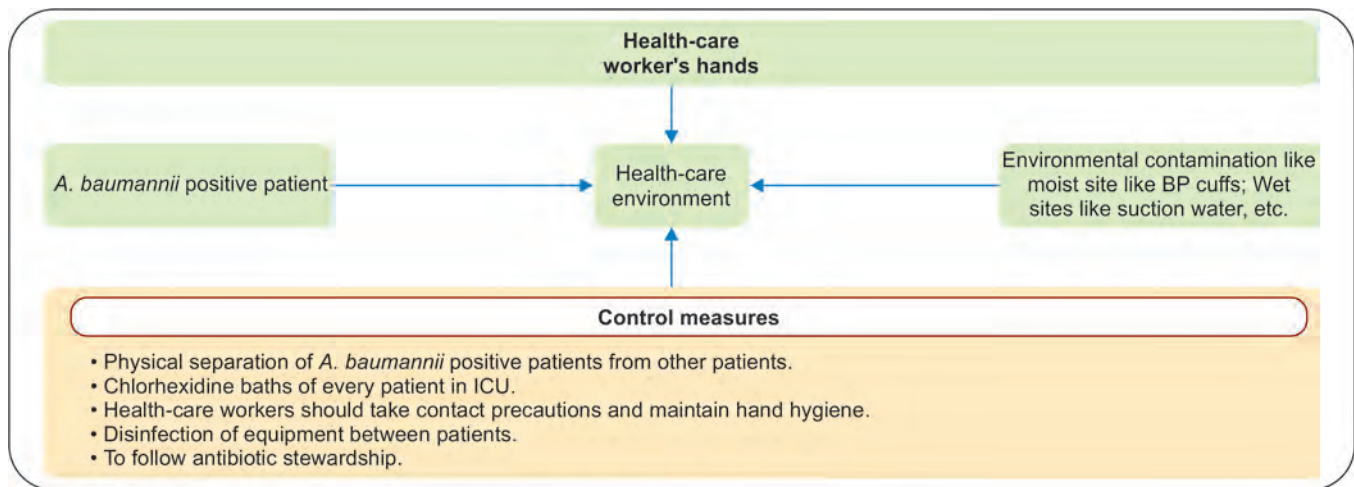 Health-care
worker's hands
A. baumannii positive patient
Health-care
environment
Environmental contamination like
moist site like BP cuffs; Wet
sites like suction water, etc.
Control measures
• Physical separation of A. baumannii positive patients from other patients.
• Chlorhexidine baths of every patient in ICU.
• Health-care workers should take contact precautions and maintain hand hygiene.
• Disinfection of equipment between patients.
• To follow antibiotic stewardship.